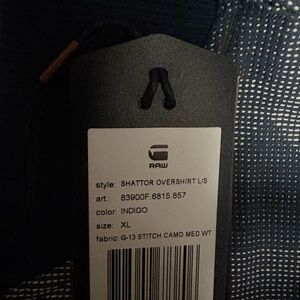 G
RAW
style: SHATTOR OVERSHIRT L/S
art.: 83900F.6815.857
color: INDIGO
size: XL
fabric: G-13 STITCH CAMO MED WT